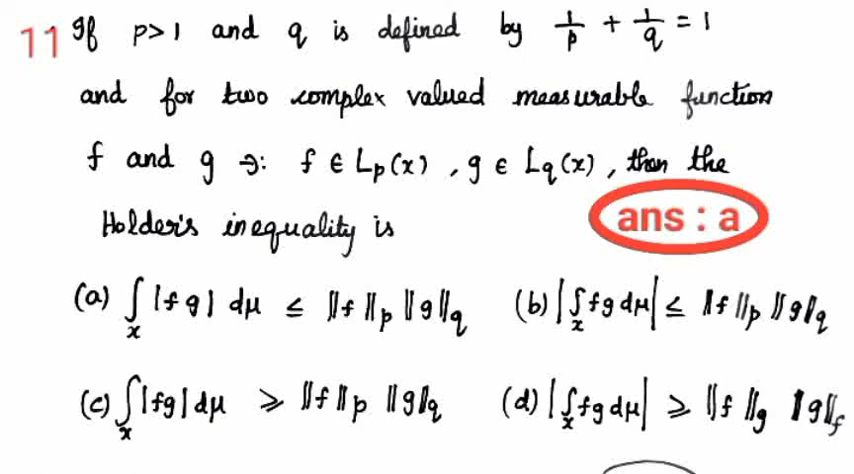 11 If p>1 and q is defined by 1/p + 1/q = 1
and for two complex valued measurable function
f and g ∋: f ∈ Lp(x) , g ∈ Lq(x) , then the
Holder's inequality is
ans : a
(a) ∫x |fg| dμ ≤ ‖f‖p ‖g‖q (b) |∫x fg dμ| ≤ ‖f‖p ‖g‖q
(c) ∫x |fg| dμ ≥ ‖f‖p ‖g‖q (d) |∫x fg dμ| ≥ ‖f‖g ‖g‖f